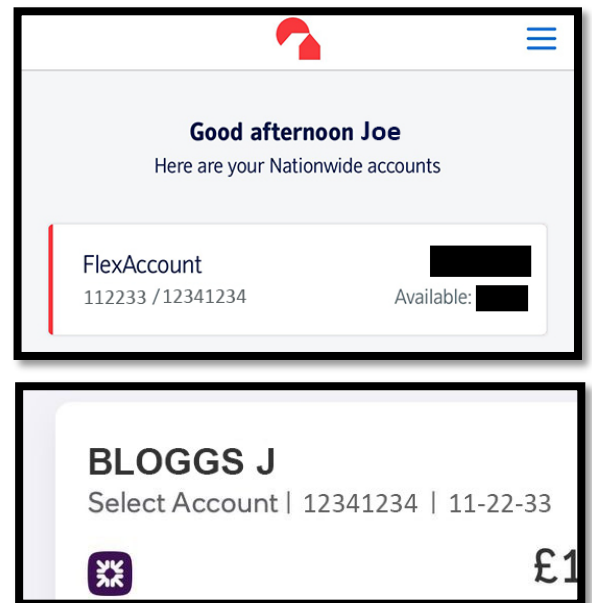 Good afternoon Joe
Here are your Nationwide accounts
FlexAccount
112233 / 12341234
Available:
BLOGGS J
Select Account | 12341234 | 11-22-33
£1